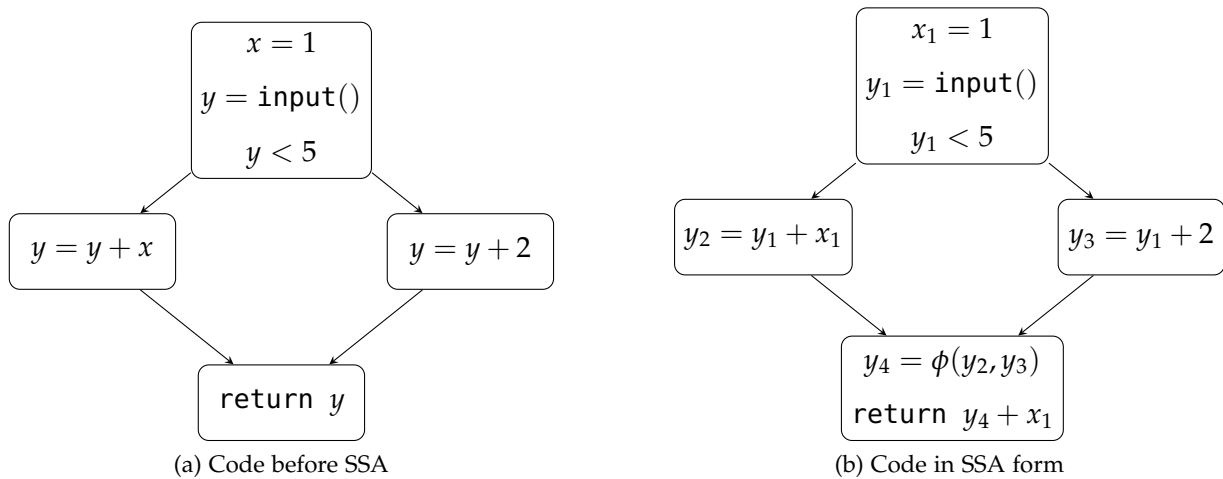 x = 1
y = input()
y < 5
y = y + x
y = y + 2
return y
(a) Code before SSA
x₁ = 1
y₁ = input()
y₁ < 5
y₂ = y₁ + x₁
y₃ = y₁ + 2
y₄ = ϕ(y₂, y₃)
return y₄ + x₁
(b) Code in SSA form